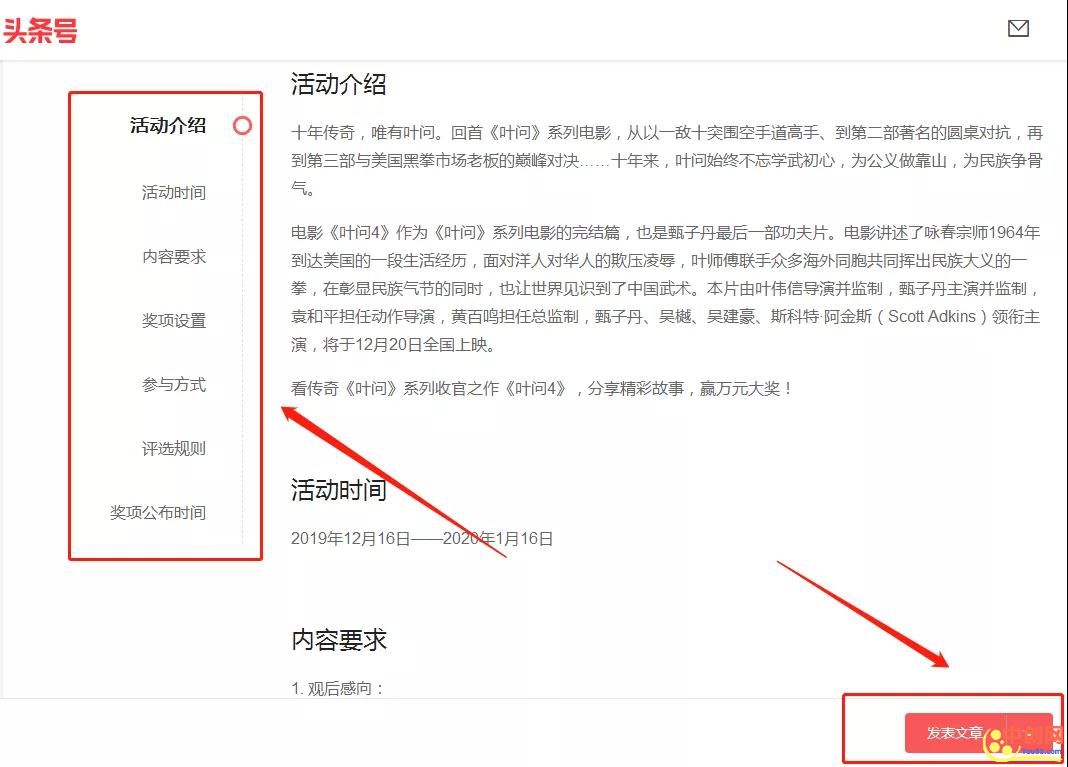 头条号
活动介绍
活动时间
内容要求
奖项设置
参与方式
评选规则
奖项公布时间
活动介绍
十年传奇，唯有叶问。回首《叶问》系列电影，从以一敌十突围空手道高手、到第二部著名的圆桌对抗，再
到第三部与美国黑拳市场老板的巅峰对决……十年来，叶问始终不忘学武初心，为公义做靠山，为民族争骨
气。
电影《叶问4》作为《叶问》系列电影的完结篇，也是甄子丹最后一部功夫片。电影讲述了咏春宗师1964年
到达美国的一段生活经历，面对洋人对华人的欺压凌辱，叶师傅联手众多海外同胞共同挥出民族大义的一
拳，在彰显民族气节的同时，也让世界见识到了中国武术。本片由叶伟信导演并监制，甄子丹主演并监制，
袁和平担任动作导演，黄百鸣担任总监制，甄子丹、吴樾、吴建豪、斯科特·阿金斯（Scott Adkins）领衔主
演，将于12月20日全国上映。
看传奇《叶问》系列收官之作《叶问4》，分享精彩故事，赢万元大奖！
活动时间
2019年12月16日——2020年1月16日
内容要求
1. 观后感向：
发表文章
中创网